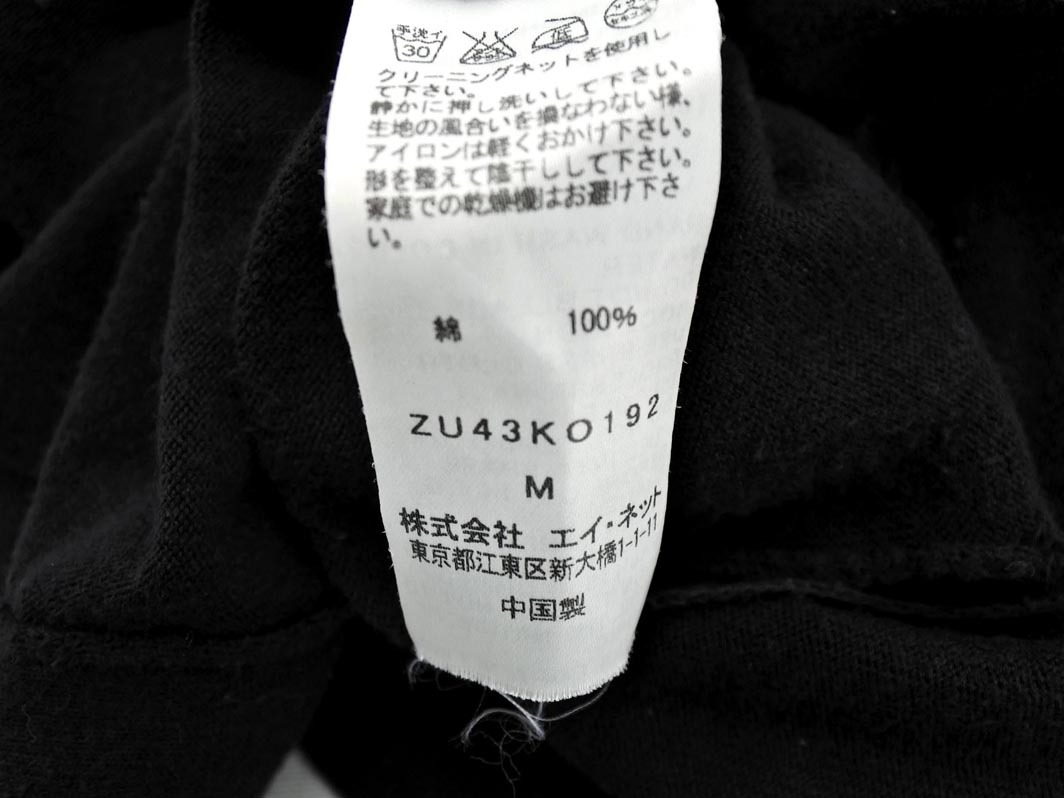 手洗イ
30
低
クリーニングネットを使用し
て下さい。
静かに押し洗いして下さい。
生地の風合いを損なわない様、
アイロンは軽くおかけ下さい。
形を整えて陰干しして下さい。
家庭での乾燥機はお避け下さ
い。
綿 100%
ZU43KO192
M
株式会社 エイ・ネット
東京都江東区新大橋1-1-11
中国製